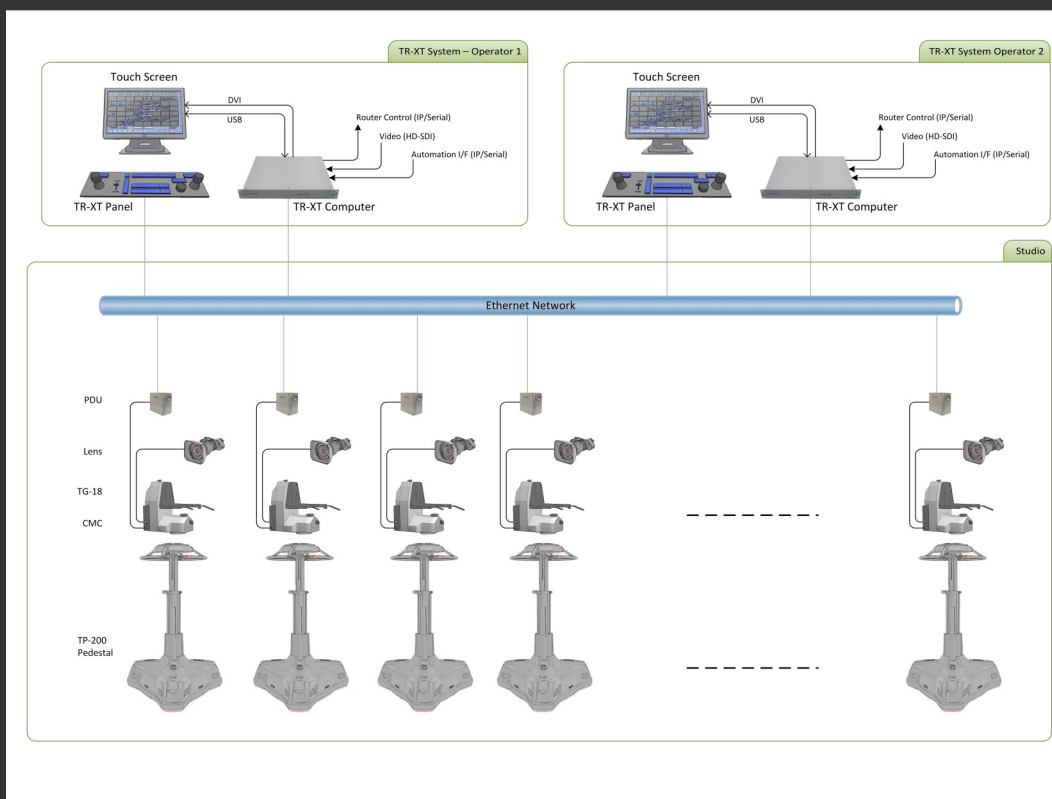 TR-XT System – Operator 1
Touch Screen
DVI
USB
Router Control (IP/Serial)
Video (HD-SDI)
Automation I/F (IP/Serial)
TR-XT Panel
TR-XT Computer
TR-XT System Operator 2
Touch Screen
DVI
USB
Router Control (IP/Serial)
Video (HD-SDI)
Automation I/F (IP/Serial)
TR-XT Panel
TR-XT Computer
Studio
Ethernet Network
PDU
Lens
TG-18
CMC
TP-200
Pedestal